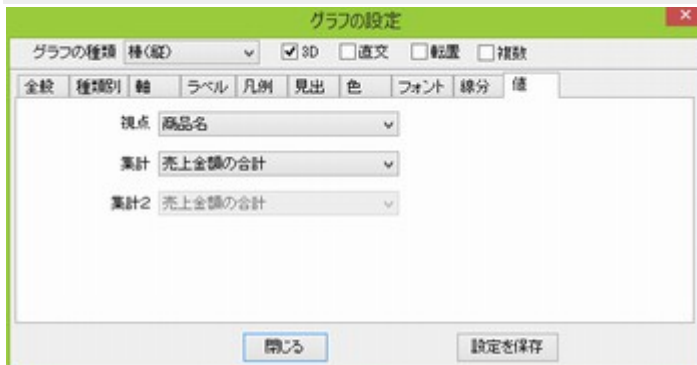 グラフの設定
グラフの種類 棒(縦) 3D 直交 転置 複数
全般 種類別 軸 ラベル 凡例 見出 色 フォント 線分 値
視点 商品名
集計 売上金額の合計
集計2 売上金額の合計
閉じる 設定を保存